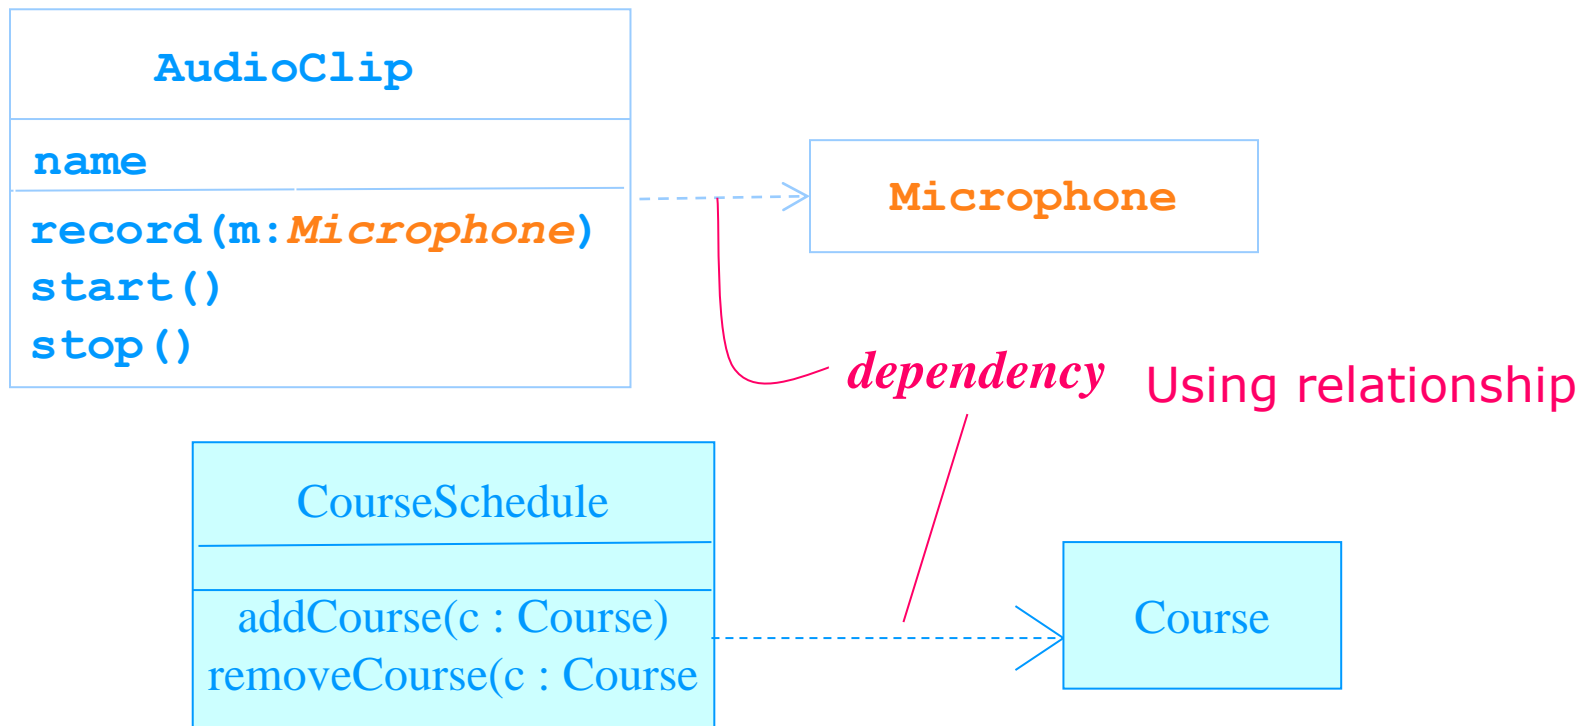 AudioClip
name
record(m:Microphone)
start()
stop()
Microphone
dependency
Using relationship
CourseSchedule
addCourse(c : Course)
removeCourse(c : Course
Course